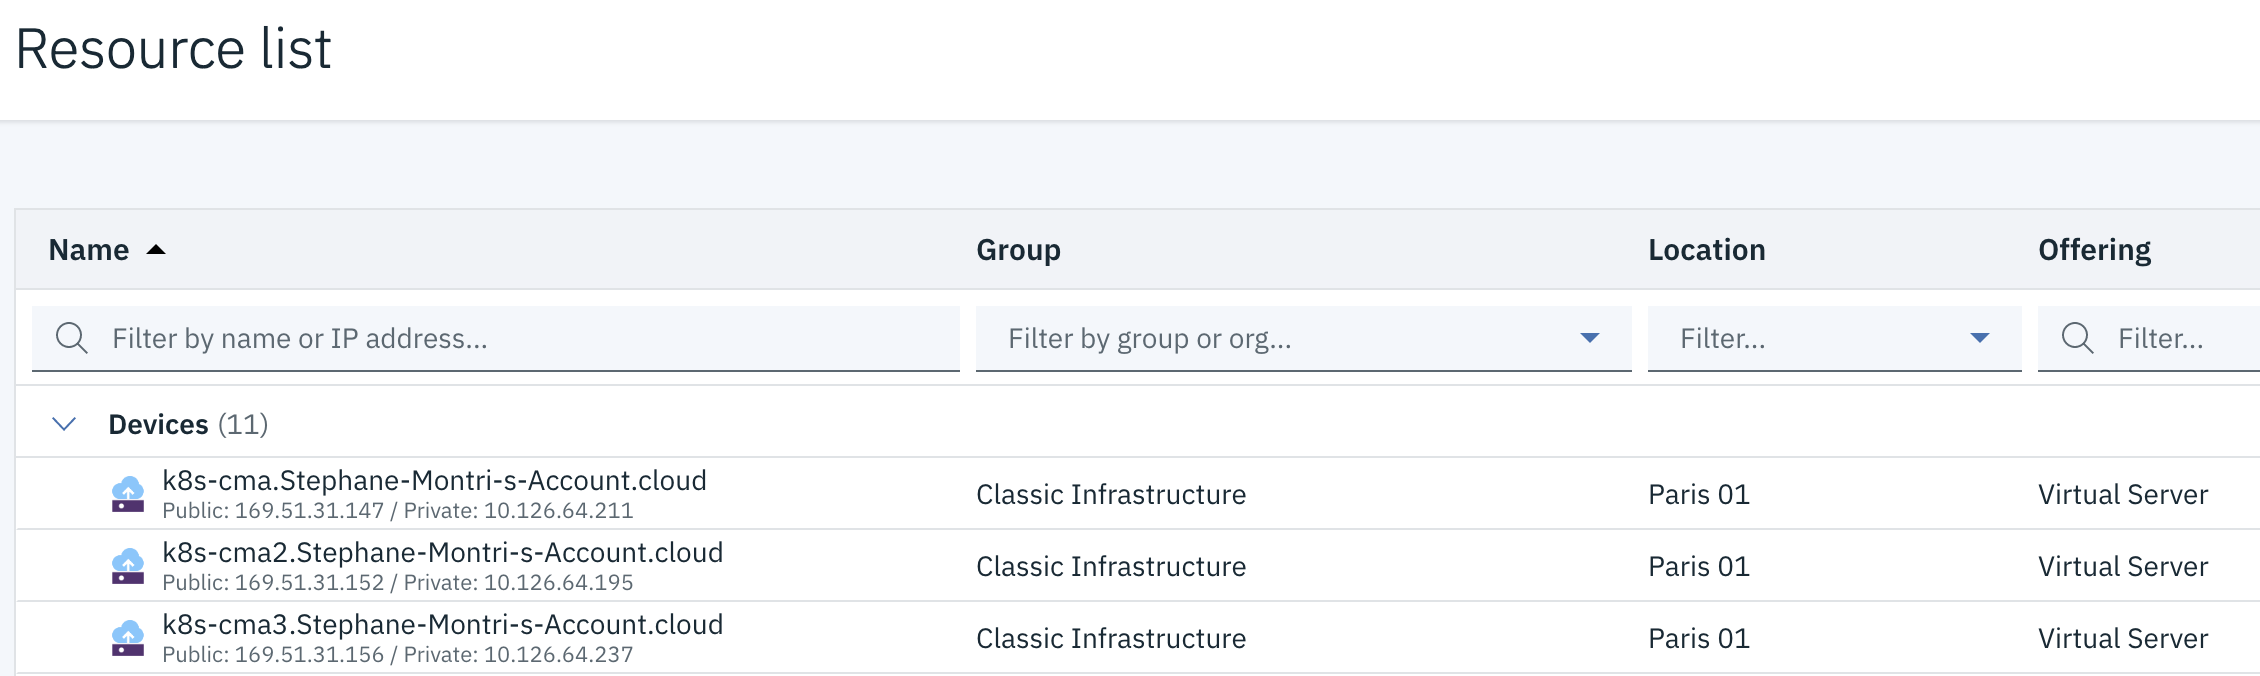 Resource list
Name Group Location Offering
Filter by name or IP address... Filter by group or org... Filter... Filter...
Devices (11)
k8s-cma.Stephane-Montri-s-Account.cloud
Public: 169.51.31.147 / Private: 10.126.64.211
Classic Infrastructure Paris 01 Virtual Server
k8s-cma2.Stephane-Montri-s-Account.cloud
Public: 169.51.31.152 / Private: 10.126.64.195
Classic Infrastructure Paris 01 Virtual Server
k8s-cma3.Stephane-Montri-s-Account.cloud
Public: 169.51.31.156 / Private: 10.126.64.237
Classic Infrastructure Paris 01 Virtual Server